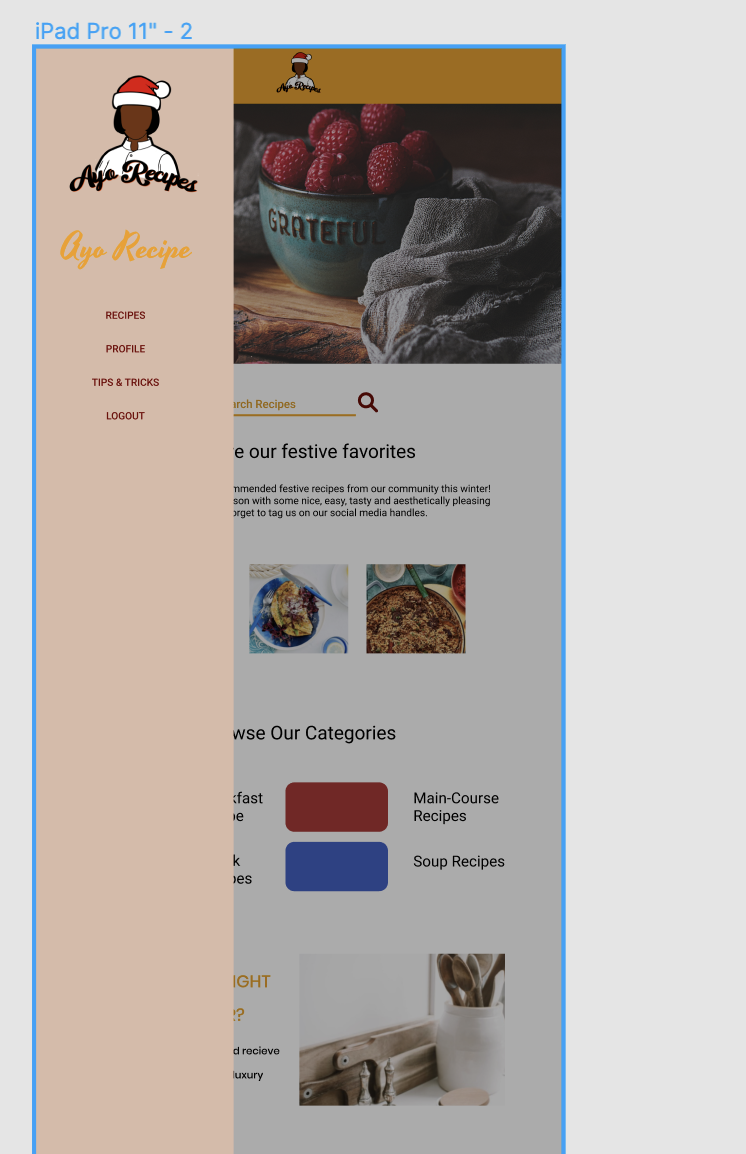 iPad Pro 11" - 2
Ayo Recipes
Ayo Recipes
GRATEFUL
Ayo Recipe
RECIPES
PROFILE
TIPS & TRICKS
LOGOUT
arch Recipes
e our festive favorites
mmended festive recipes from our community this winter!
son with some nice, easy, tasty and aesthetically pleasing
orget to tag us on our social media handles.
wse Our Categories
kfast
pe
Main-Course
Recipes
k
pes
Soup Recipes
IGHT
R?
d recieve
luxury